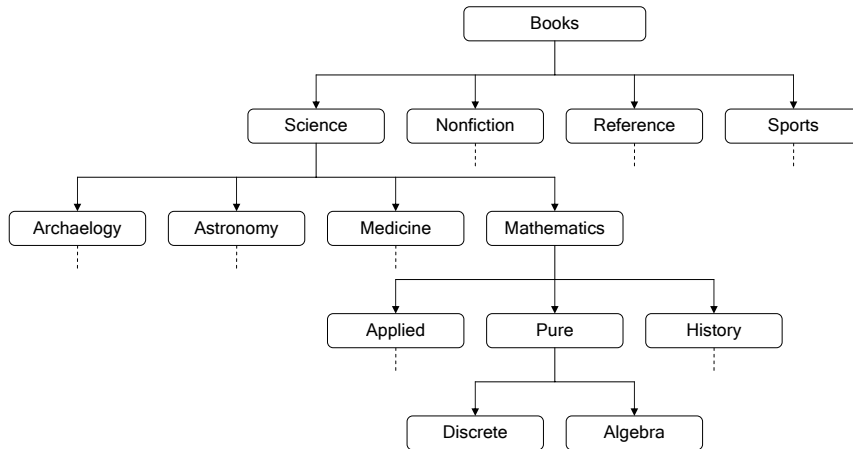 Books
Science
Nonfiction
Reference
Sports
Archaelogy
Astronomy
Medicine
Mathematics
Applied
Pure
History
Discrete
Algebra